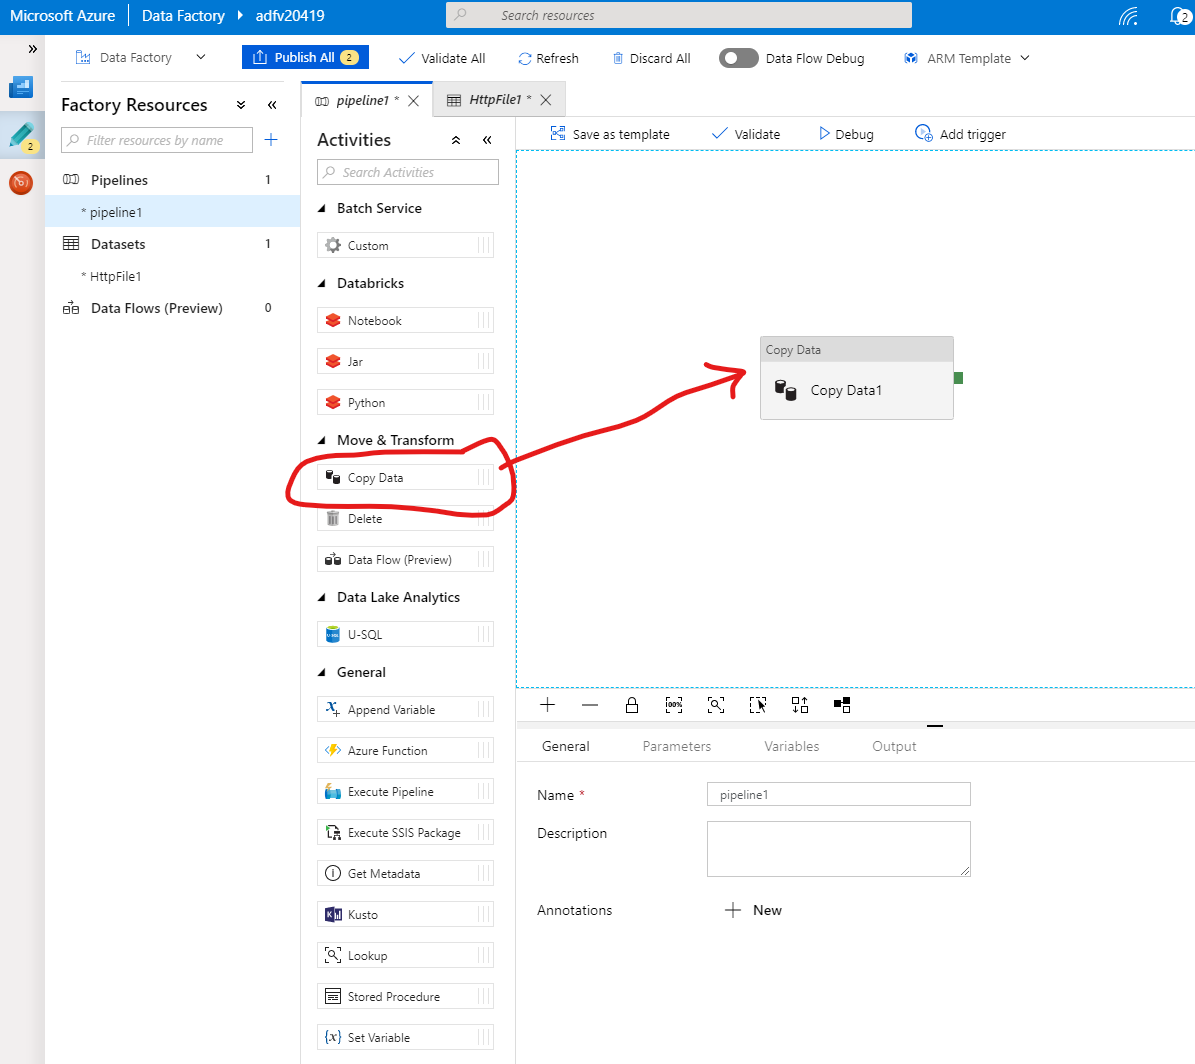 Microsoft Azure Data Factory adfv20419 Search resources 2
Data Factory Publish All 2 Validate All Refresh Discard All Data Flow Debug ARM Template
Factory Resources
Filter resources by name
2
Pipelines 1
* pipeline1
Datasets 1
* HttpFile1
Data Flows (Preview) 0
pipeline1 * HttpFile1 *
Activities
Search Activities
Batch Service
Custom
Databricks
Notebook
Jar
Python
Move & Transform
Copy Data
Delete
Data Flow (Preview)
Data Lake Analytics
U-SQL
General
Append Variable
Azure Function
Execute Pipeline
Execute SSIS Package
Get Metadata
Kusto
Lookup
Stored Procedure
Set Variable
Save as template Validate Debug Add trigger
Copy Data
Copy Data1
100%
General Parameters Variables Output
Name * pipeline1
Description
Annotations New